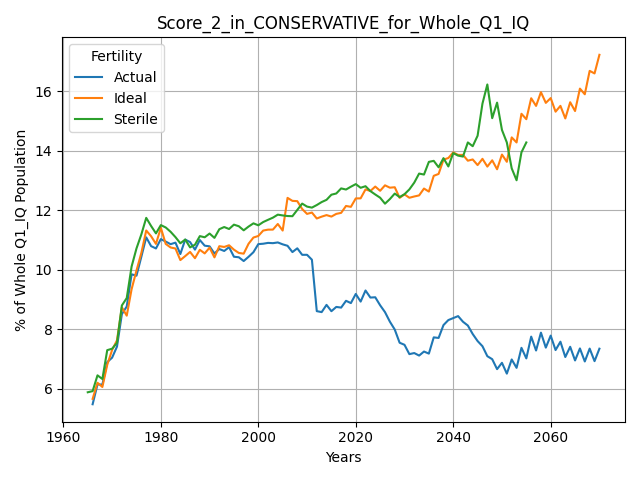 Score_2_in_CONSERVATIVE_for_Whole_Q1_IQ
% of Whole Q1_IQ Population
Fertility
Actual
Ideal
Sterile
16
14
12
10
8
6
1960 1980 2000 2020 2040 2060
Years